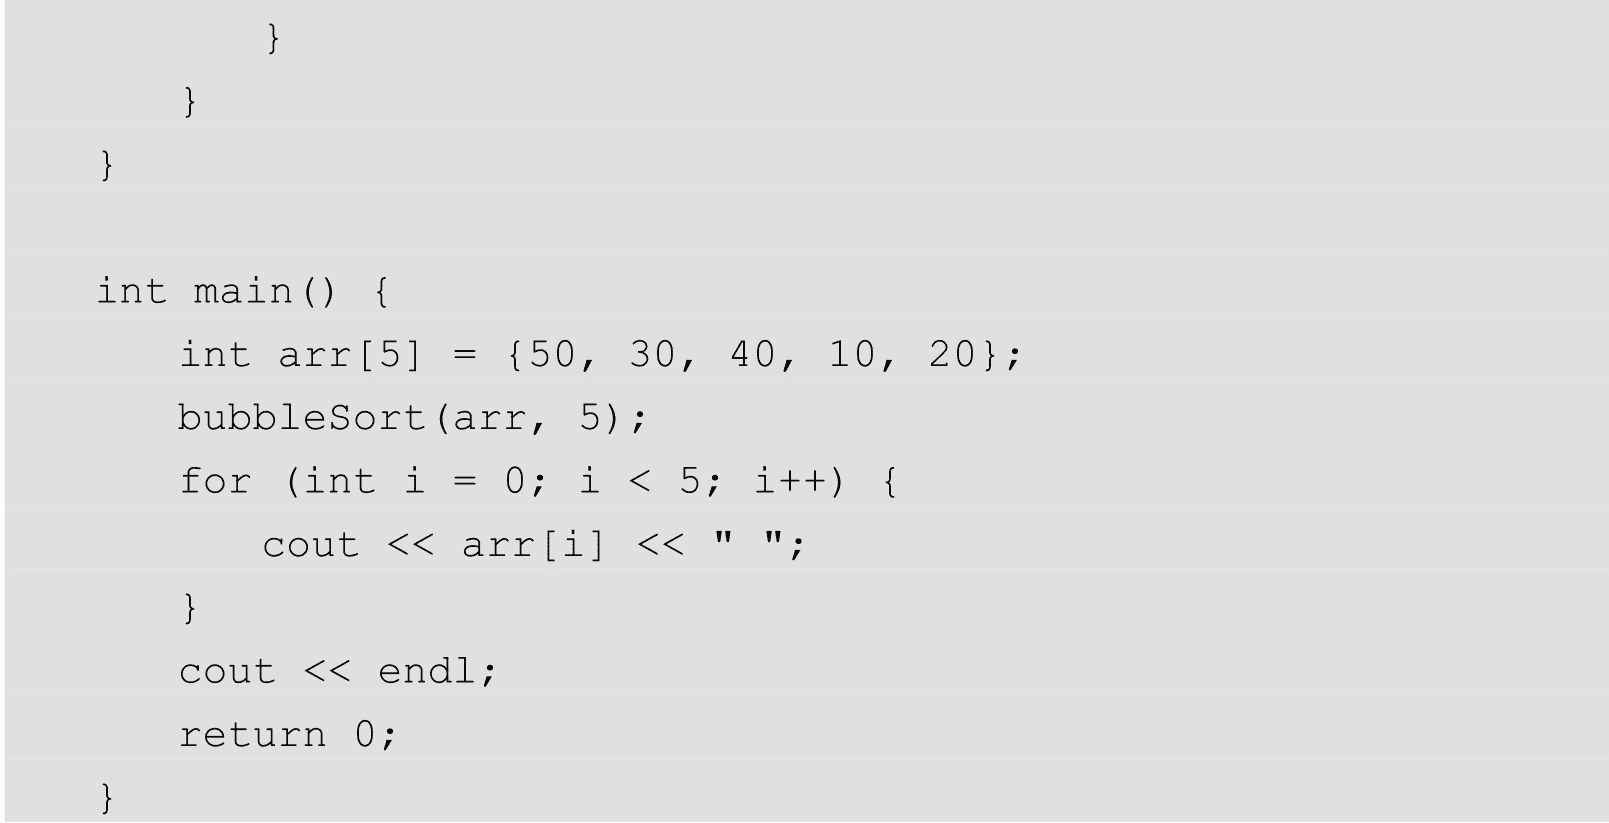 }
    }
}

int main() {
    int arr[5] = {50, 30, 40, 10, 20};
    bubbleSort(arr, 5);
    for (int i = 0; i < 5; i++) {
        cout << arr[i] << " ";
    }
    cout << endl;
    return 0;
}